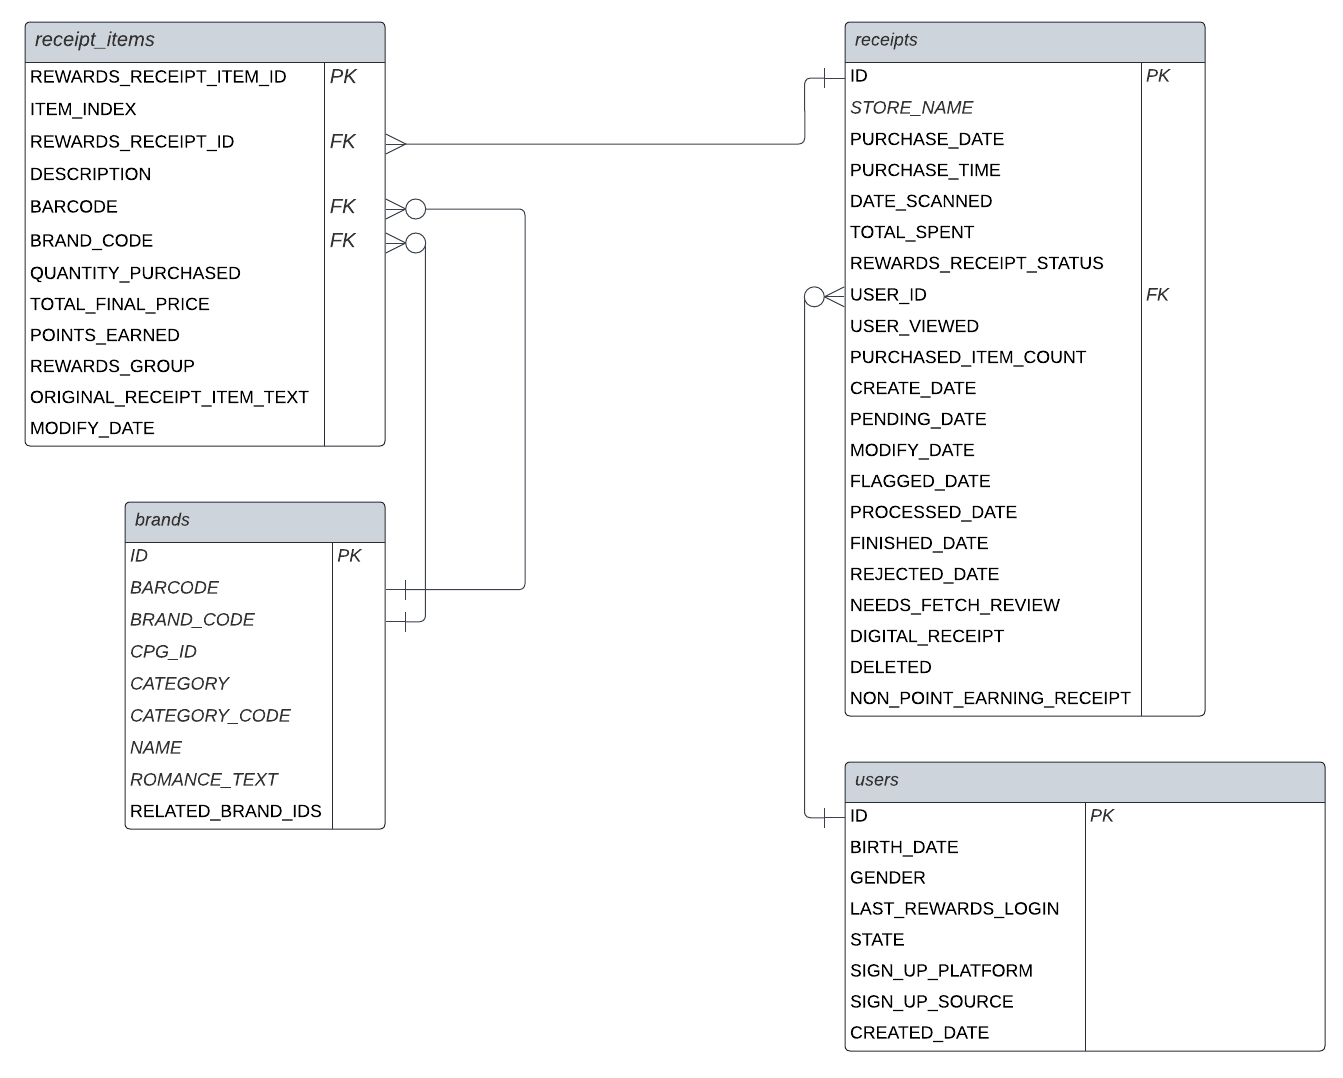 receipt_items
REWARDS_RECEIPT_ITEM_ID PK
ITEM_INDEX
REWARDS_RECEIPT_ID FK
DESCRIPTION
BARCODE FK
BRAND_CODE FK
QUANTITY_PURCHASED
TOTAL_FINAL_PRICE
POINTS_EARNED
REWARDS_GROUP
ORIGINAL_RECEIPT_ITEM_TEXT
MODIFY_DATE
brands
ID PK
BARCODE
BRAND_CODE
CPG_ID
CATEGORY
CATEGORY_CODE
NAME
ROMANCE_TEXT
RELATED_BRAND_IDS
receipts
ID PK
STORE_NAME
PURCHASE_DATE
PURCHASE_TIME
DATE_SCANNED
TOTAL_SPENT
REWARDS_RECEIPT_STATUS
USER_ID FK
USER_VIEWED
PURCHASED_ITEM_COUNT
CREATE_DATE
PENDING_DATE
MODIFY_DATE
FLAGGED_DATE
PROCESSED_DATE
FINISHED_DATE
REJECTED_DATE
NEEDS_FETCH_REVIEW
DIGITAL_RECEIPT
DELETED
NON_POINT_EARNING_RECEIPT
users
ID PK
BIRTH_DATE
GENDER
LAST_REWARDS_LOGIN
STATE
SIGN_UP_PLATFORM
SIGN_UP_SOURCE
CREATED_DATE